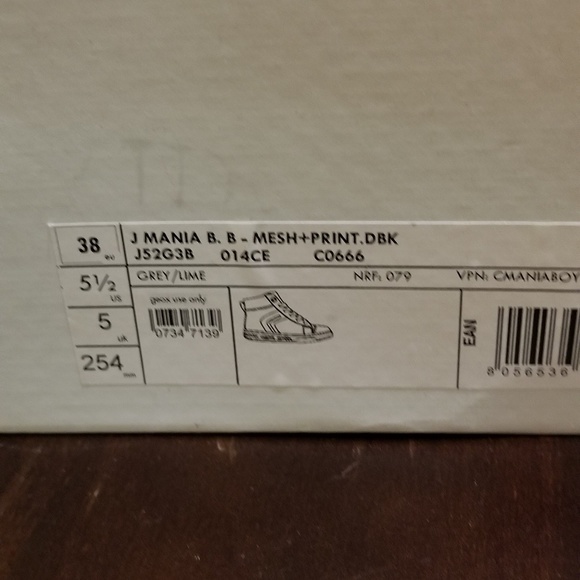 38 EU
J MANIA B. B - MESH+PRINT.DBK
J52G3B 014CE C0666
GREY/LIME NRF: 079 VPN: CMANIABOY
5½ US
geox use only
0734 7139
5 UK
254 mm
EAN
8 056536